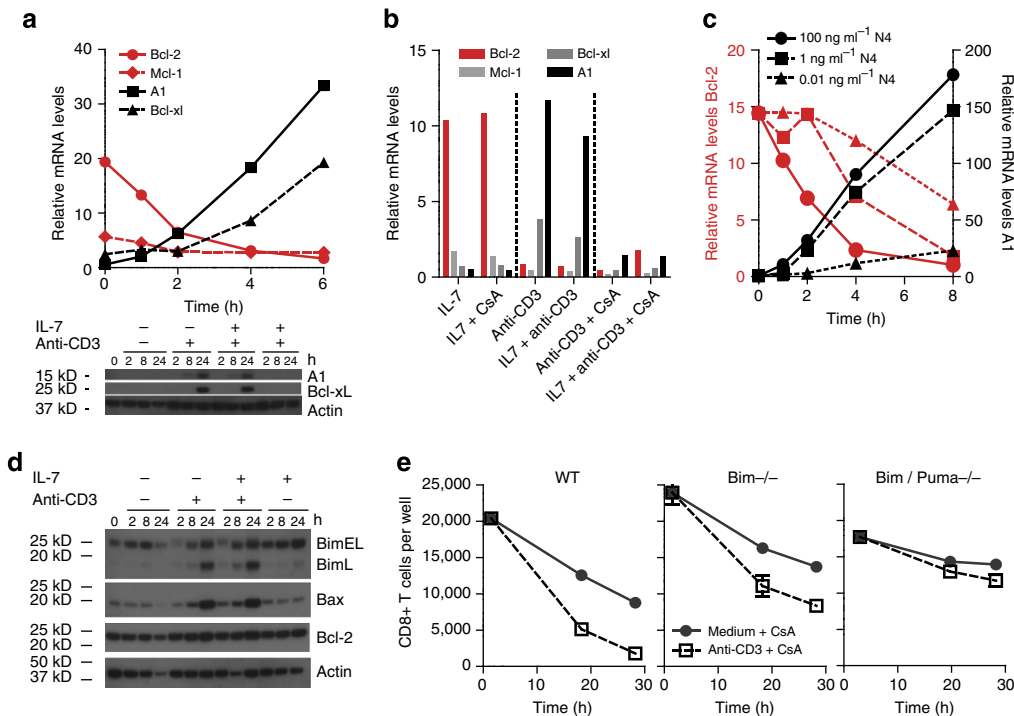 a
40
30
20
10
0
Relative mRNA levels
Bcl-2
Mcl-1
A1
Bcl-xl
0 2 4 6
Time (h)
IL-7 – – + +
Anti-CD3 – + + –
0 2 8 24 2 8 24 2 8 24 2 8 24 h
15 kD - A1
25 kD - Bcl-xL
37 kD - Actin
b
15
10
5
0
Relative mRNA levels
Bcl-2 Bcl-xl
Mcl-1 A1
IL-7
IL7 + CsA
Anti-CD3
IL7 + anti-CD3
Anti-CD3 + CsA
IL7 + anti-CD3 + CsA
c
100 ng ml⁻¹ N4
1 ng ml⁻¹ N4
0.01 ng ml⁻¹ N4
20
15
10
5
0
Relative mRNA levels Bcl-2
200
150
100
50
0
Relative mRNA levels A1
0 2 4 6 8
Time (h)
d
IL-7 – – + +
Anti-CD3 – + + –
0 2 8 24 2 8 24 2 8 24 2 8 24 h
25 kD — BimEL
20 kD —
BimL
25 kD —
20 kD — Bax
25 kD — Bcl-2
20 kD —
50 kD —
37 kD — Actin
e
WT Bim–/– Bim / Puma–/–
25,000
20,000
15,000
10,000
5,000
0
CD8+ T cells per well
Medium + CsA
Anti-CD3 + CsA
0 10 20 30 0 10 20 30 0 10 20 30
Time (h) Time (h) Time (h)